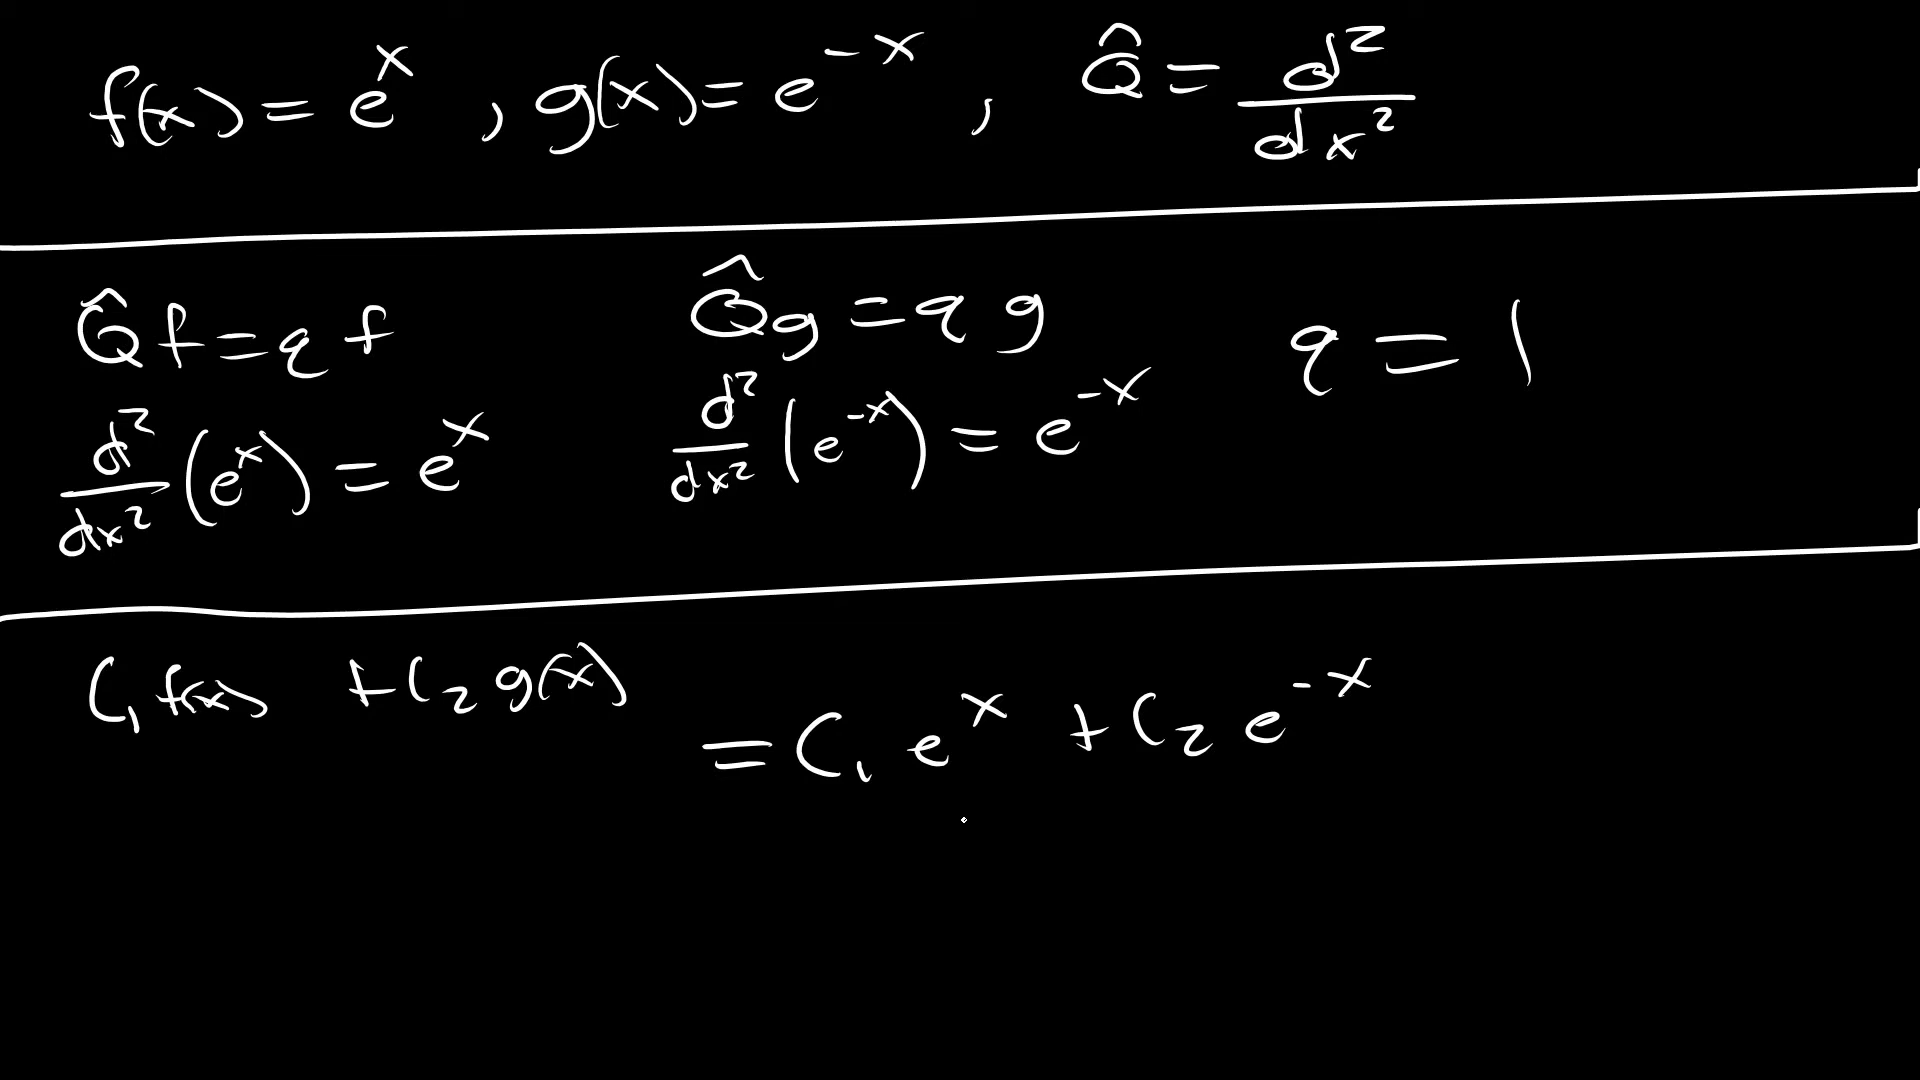 f(x) = e^x , g(x) = e^{-x} , Q̂ = d²/dx²
Q̂ f = q f    Q̂ g = q g    q = 1
d²/dx² (e^x) = e^x    d²/dx² (e^{-x}) = e^{-x}
C₁ f(x) + C₂ g(x) = C₁ e^x + C₂ e^{-x}